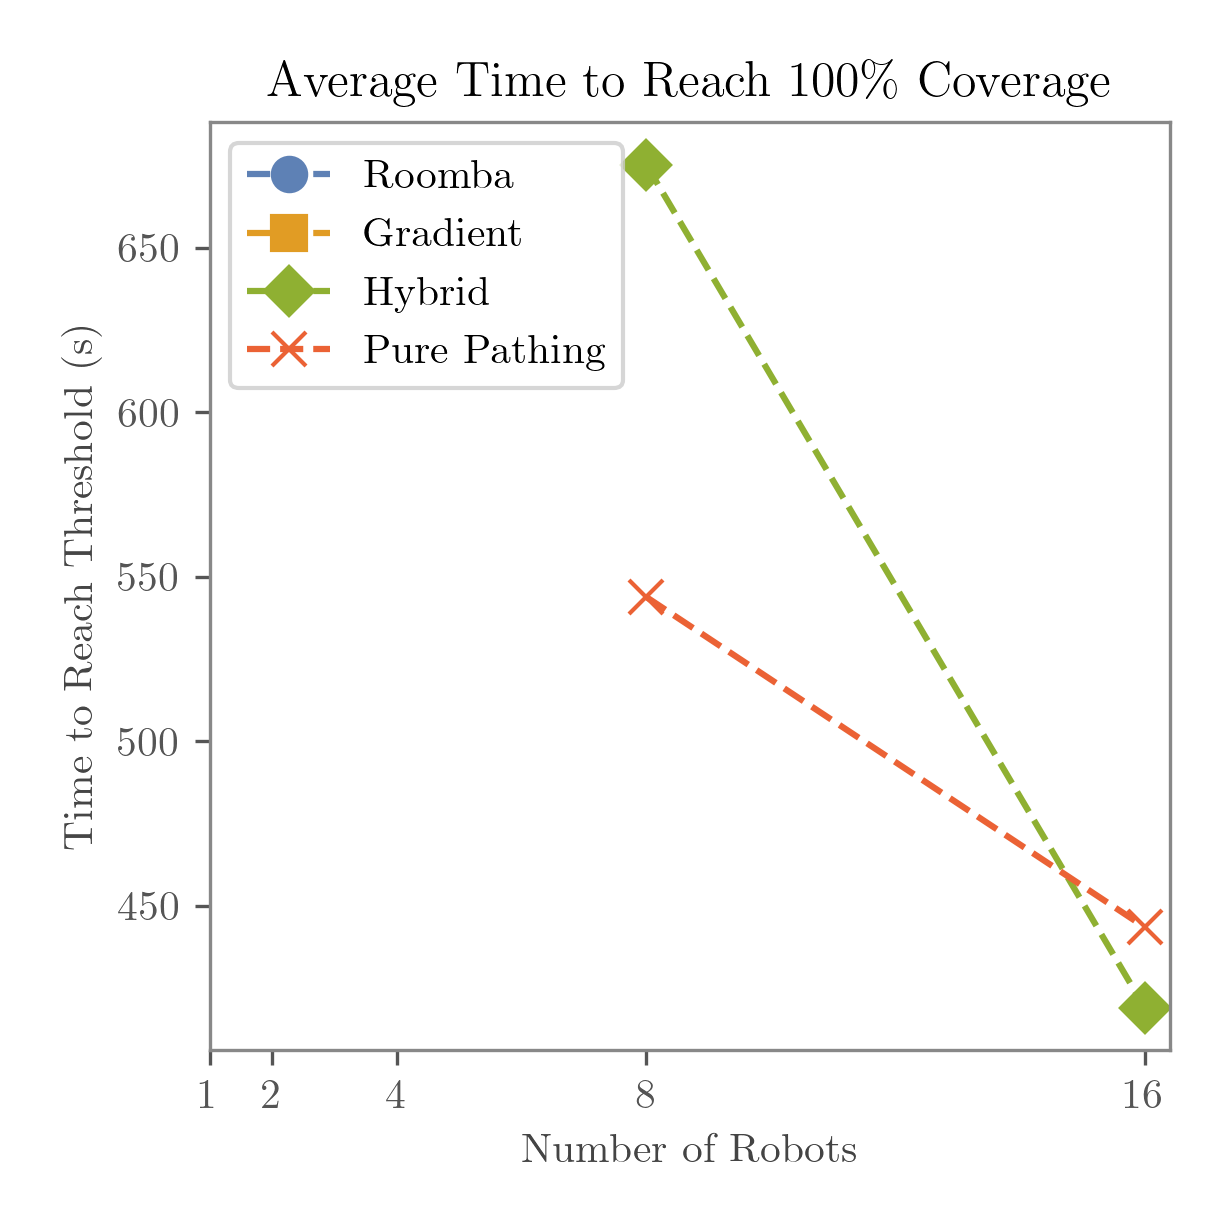 Average Time to Reach 100% Coverage
Roomba
Gradient
Hybrid
Pure Pathing
Time to Reach Threshold (s)
650
600
550
500
450
1 2 4 8 16
Number of Robots